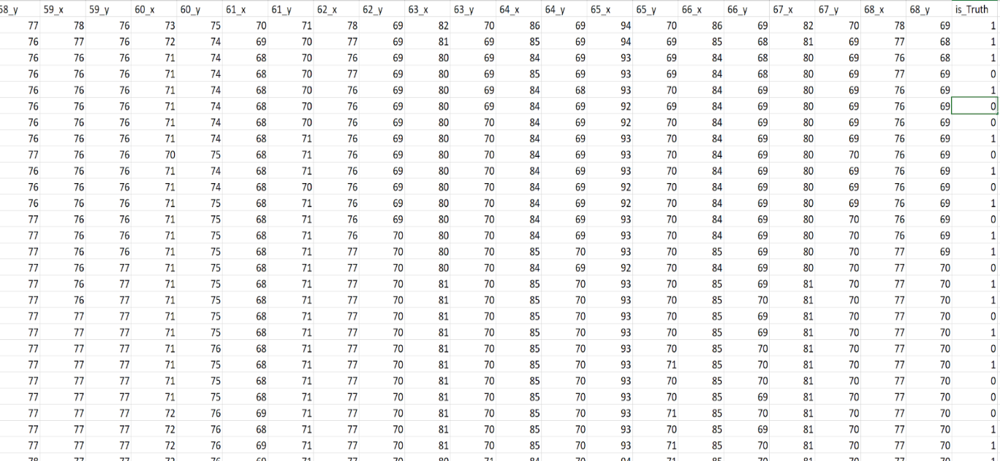 58_y 59_x 59_y 60_x 60_y 61_x 61_y 62_x 62_y 63_x 63_y 64_x 64_y 65_x 65_y 66_x 66_y 67_x 67_y 68_x 68_y is_Truth
77 78 76 73 75 70 71 78 69 82 70 86 69 94 70 86 69 82 70 78 69 1
76 77 76 72 74 69 70 77 69 81 69 85 69 94 69 85 68 81 69 77 68 1
76 76 76 71 74 68 70 76 69 80 69 84 69 93 69 84 68 80 69 76 68 1
76 76 76 71 74 68 70 77 69 80 69 85 69 93 69 84 68 80 69 77 69 0
76 76 76 71 74 68 70 76 69 80 69 84 68 93 70 84 69 80 69 76 69 1
76 76 76 71 74 68 70 76 69 80 69 84 69 92 69 84 69 80 69 76 69 0
76 76 76 71 74 68 70 76 69 80 70 84 69 92 70 84 69 80 69 76 69 0
76 76 76 71 74 68 71 76 69 80 70 84 69 93 70 84 69 80 69 76 69 1
77 76 76 70 75 68 71 76 69 80 70 84 69 93 70 84 69 80 70 76 69 0
76 76 76 71 74 68 71 76 69 80 70 84 69 93 70 84 69 80 69 76 69 1
76 76 76 71 74 68 70 76 69 80 70 84 69 92 70 84 69 80 69 76 69 0
76 76 76 71 75 68 71 76 69 80 70 84 69 92 70 84 69 80 69 76 69 1
77 76 76 71 75 68 71 76 69 80 70 84 69 93 70 84 69 80 70 76 69 0
77 76 76 71 75 68 71 76 70 80 70 84 69 93 70 84 69 80 70 76 69 1
77 76 76 71 75 68 71 77 70 80 70 85 70 93 70 85 69 80 70 77 69 1
77 76 77 71 75 68 71 77 70 80 70 84 70 92 70 84 69 80 70 77 70 0
77 76 77 71 75 68 71 77 70 81 70 85 70 93 70 85 69 81 70 77 70 1
77 76 77 71 75 68 71 77 70 81 70 85 70 93 70 85 70 81 70 77 70 1
77 77 77 71 75 68 71 77 70 81 70 85 70 93 70 85 69 81 70 77 70 0
77 77 77 71 75 68 71 77 70 81 70 85 70 93 70 85 69 81 70 77 70 1
77 77 77 71 76 68 71 77 70 81 70 85 70 93 70 85 70 81 70 77 70 0
77 77 77 71 75 68 71 77 70 81 70 85 70 93 71 85 70 81 70 77 70 1
77 77 77 71 75 68 71 77 70 81 70 85 70 93 70 85 70 81 70 77 70 0
77 77 77 71 75 68 71 77 70 81 70 85 70 93 70 85 69 81 70 77 70 0
77 77 77 72 76 69 71 77 70 81 70 85 70 93 71 85 70 81 70 77 70 0
77 77 77 72 76 68 71 77 70 81 70 85 70 93 70 85 69 81 70 77 70 1
77 77 77 72 76 69 71 77 70 81 70 85 70 93 71 85 70 81 70 77 70 1